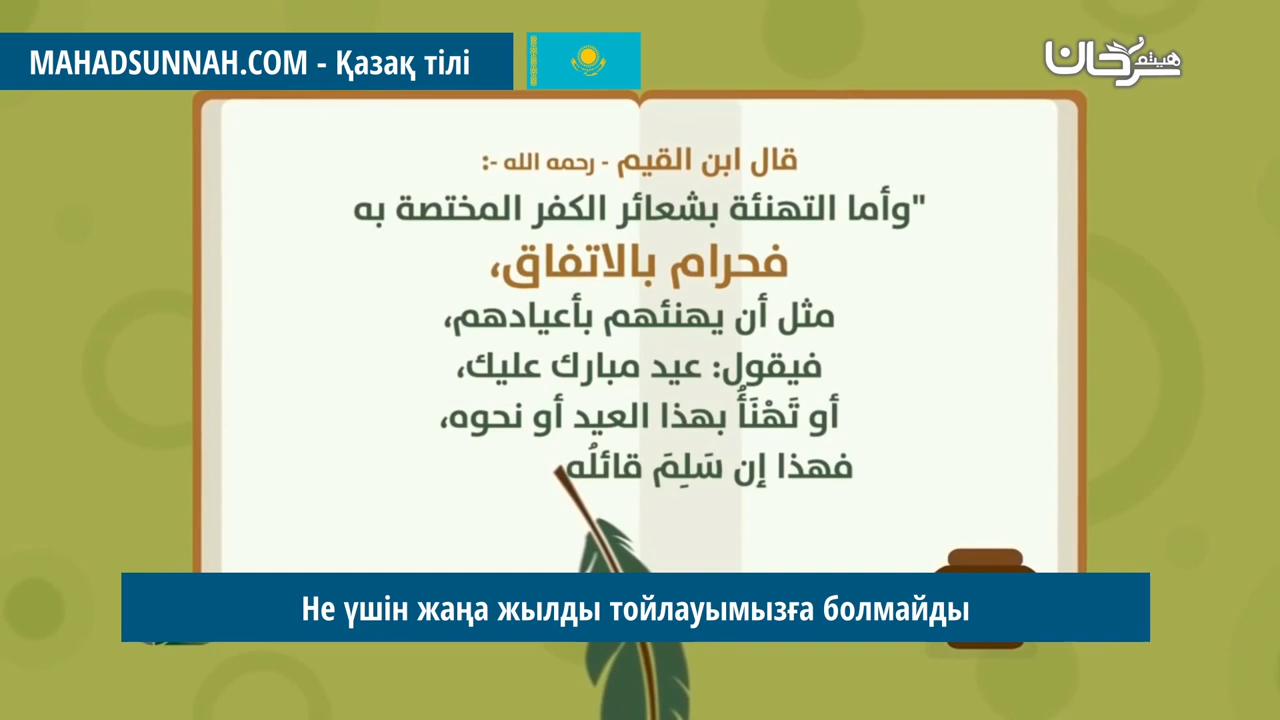 MAHADSUNNAH.COM - Қазақ тілі
هيثم سرحان
قال ابن القيم - رحمه الله -:
"وأما التهنئة بشعائر الكفر المختصة به
فحرام بالاتفاق،
مثل أن يهنئهم بأعيادهم،
فيقول: عيد مبارك عليك،
أو تَهْنَأُ بهذا العيد أو نحوه،
فهذا إن سَلِمَ قائلُه
Не үшін жаңа жылды тойлауымызға болмайды